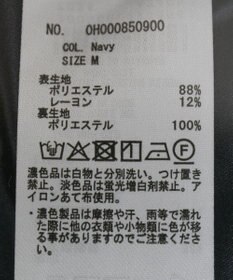 NO. OH000850900
COL. Navy
SIZE M
表生地
ポリエステル 88%
レーヨン 12%
裏生地
ポリエステル 100%
濃色品は白物と分別洗い。つけ置き
禁止。淡色品は蛍光増白剤禁止。ア
イロンあて布使用。
・濃色製品は摩擦や汗、雨等で濡れ
た際に他の衣類や小物類に色が移
る事がありますのでご注意くださ
い。